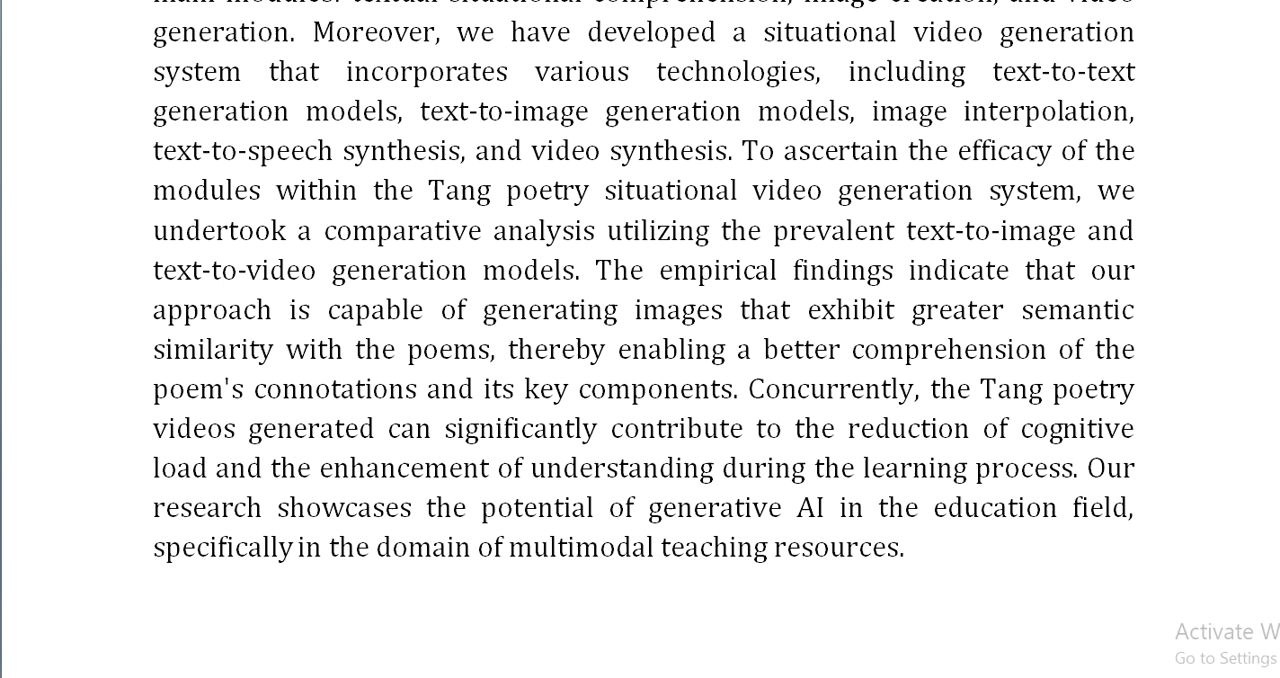 generation. Moreover, we have developed a situational video generation
system that incorporates various technologies, including text-to-text
generation models, text-to-image generation models, image interpolation,
text-to-speech synthesis, and video synthesis. To ascertain the efficacy of the
modules within the Tang poetry situational video generation system, we
undertook a comparative analysis utilizing the prevalent text-to-image and
text-to-video generation models. The empirical findings indicate that our
approach is capable of generating images that exhibit greater semantic
similarity with the poems, thereby enabling a better comprehension of the
poem's connotations and its key components. Concurrently, the Tang poetry
videos generated can significantly contribute to the reduction of cognitive
load and the enhancement of understanding during the learning process. Our
research showcases the potential of generative AI in the education field,
specifically in the domain of multimodal teaching resources.
Activate W
Go to Settings